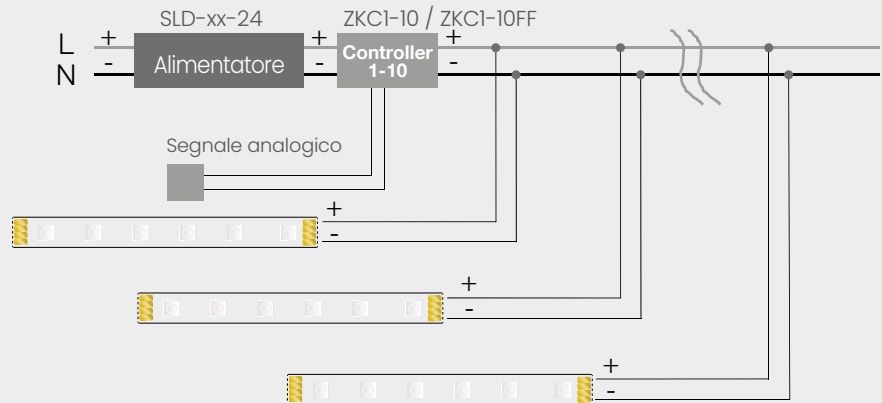 SLD-xx-24
ZKC1-10 / ZKC1-10FF
L + + +
Alimentatore
Controller
1-10
N - - -
Segnale analogico
+
-
+
-
+
-